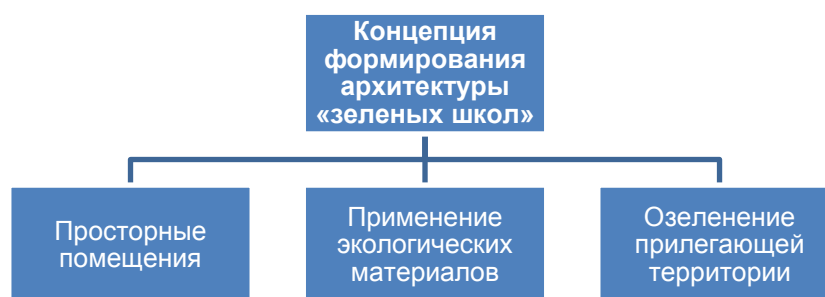 Концепция
формирования
архитектуры
«зеленых школ»
Просторные
помещения
Применение
экологических
материалов
Озеленение
прилегающей
территории